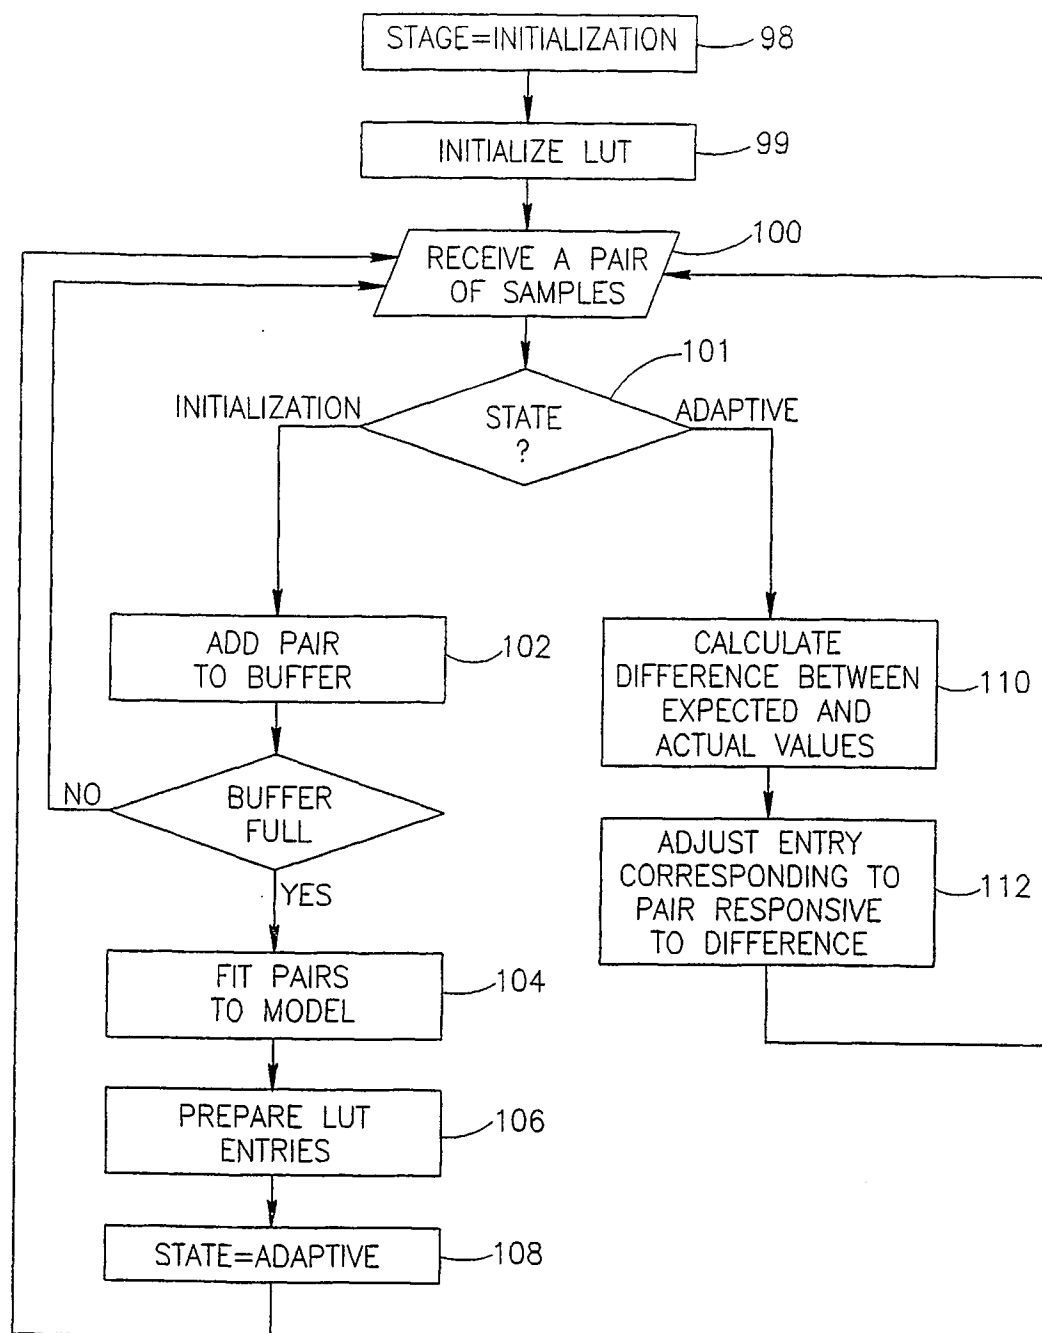 STAGE=INITIALIZATION
98
INITIALIZE LUT
99
RECEIVE A PAIR
OF SAMPLES
100
101
INITIALIZATION
STATE
?
ADAPTIVE
ADD PAIR
TO BUFFER
102
CALCULATE
DIFFERENCE BETWEEN
EXPECTED AND
ACTUAL VALUES
110
NO
BUFFER
FULL
YES
ADJUST ENTRY
CORRESPONDING TO
PAIR RESPONSIVE
TO DIFFERENCE
112
FIT PAIRS
TO MODEL
104
PREPARE LUT
ENTRIES
106
STATE=ADAPTIVE
108